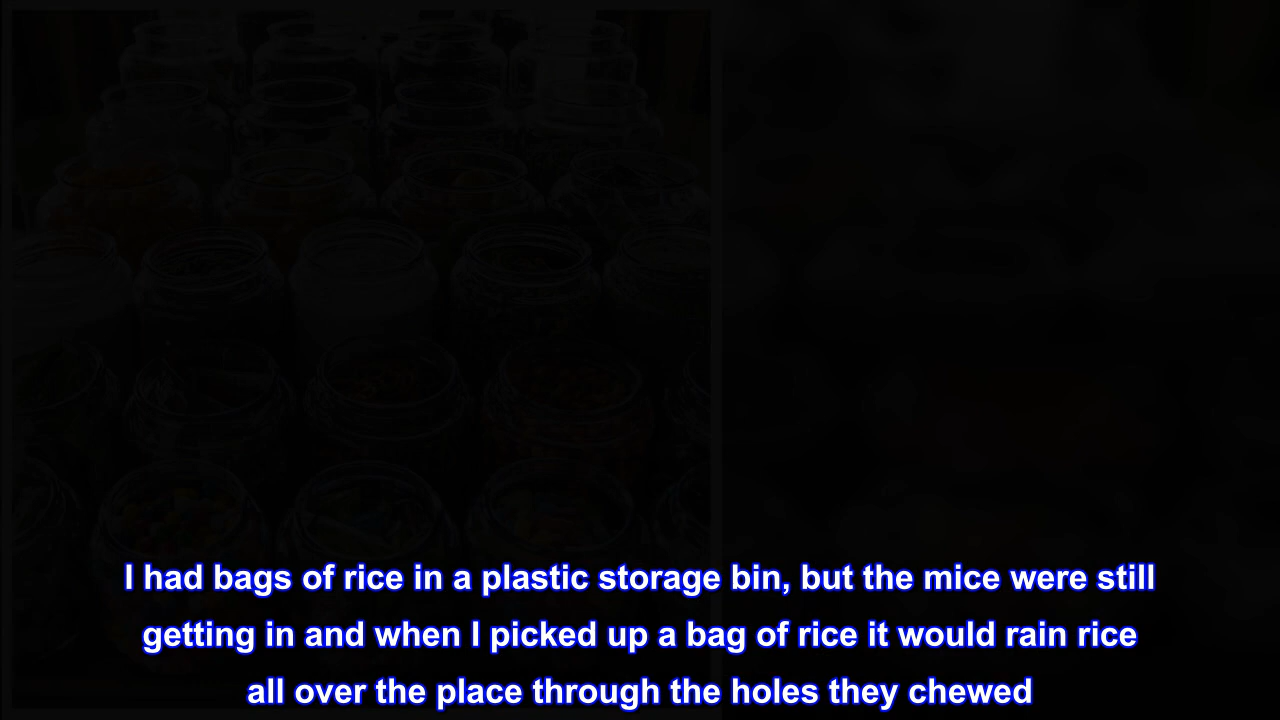 I had bags of rice in a plastic storage bin, but the mice were still
getting in and when I picked up a bag of rice it would rain rice
all over the place through the holes they chewed